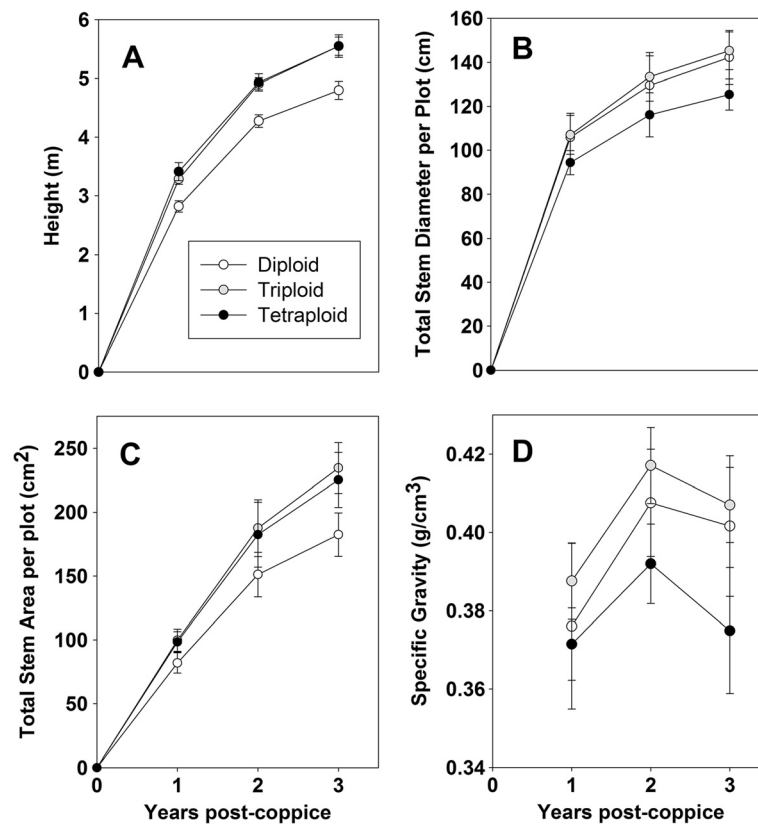 A
Height (m)
6
5
4
3
2
1
0
Diploid
Triploid
Tetraploid
B
Total Stem Diameter per Plot (cm)
160
140
120
100
80
60
40
20
0
C
Total Stem Area per plot (cm²)
250
200
150
100
50
0
0 1 2 3
Years post-coppice
D
Specific Gravity (g/cm³)
0.42
0.40
0.38
0.36
0.34
0 1 2 3
Years post-coppice